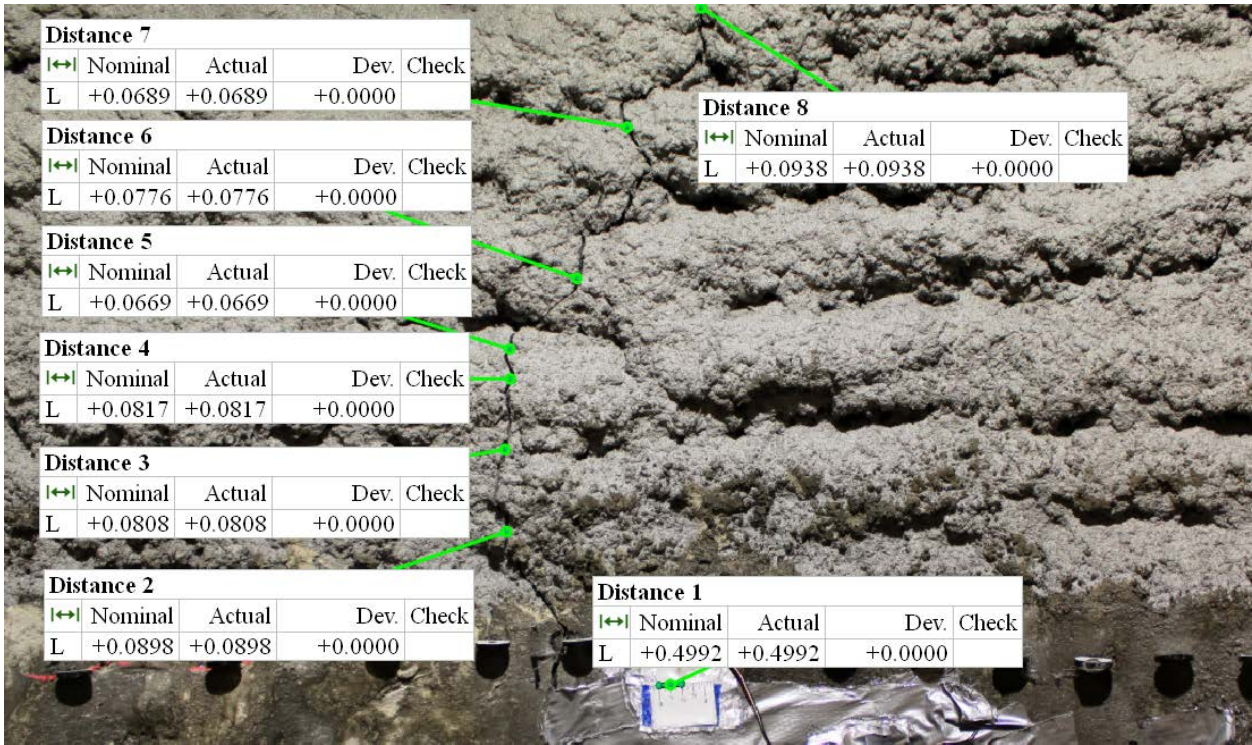 Distance 7
Nominal Actual Dev. Check
L +0.0689 +0.0689 +0.0000
Distance 6
Nominal Actual Dev. Check
L +0.0776 +0.0776 +0.0000
Distance 5
Nominal Actual Dev. Check
L +0.0669 +0.0669 +0.0000
Distance 4
Nominal Actual Dev. Check
L +0.0817 +0.0817 +0.0000
Distance 3
Nominal Actual Dev. Check
L +0.0808 +0.0808 +0.0000
Distance 2
Nominal Actual Dev. Check
L +0.0898 +0.0898 +0.0000
Distance 8
Nominal Actual Dev. Check
L +0.0938 +0.0938 +0.0000
Distance 1
Nominal Actual Dev. Check
L +0.4992 +0.4992 +0.0000